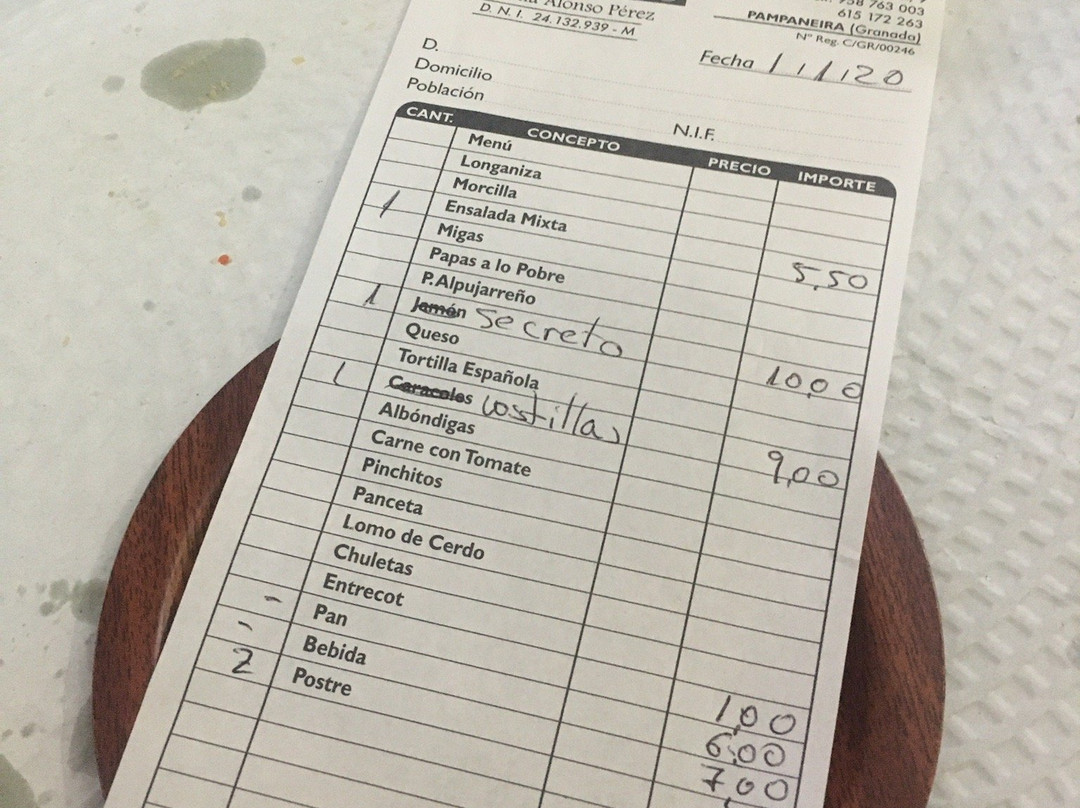 Alonso Pérez
D. N. I. 24.132.939 - M
958 763 003
615 172 263
PAMPANEIRA (Granada)
Nº Reg. C/GR/00246
Fecha 1/1/20
D.
Domicilio
Población
N.I.F.
CANT. CONCEPTO PRECIO IMPORTE
Menú
Longaniza
Morcilla
1 Ensalada Mixta 5,50
Migas
Papas a lo Pobre
P.Alpujarreño
1 Jamón secreto 10,00
Queso
Tortilla Española
1 Caracoles costillas 9,00
Albóndigas
Carne con Tomate
Pinchitos
Panceta
Lomo de Cerdo
Chuletas
Entrecot
- Pan 1,00
- Bebida 6,00
2 Postre 7,00